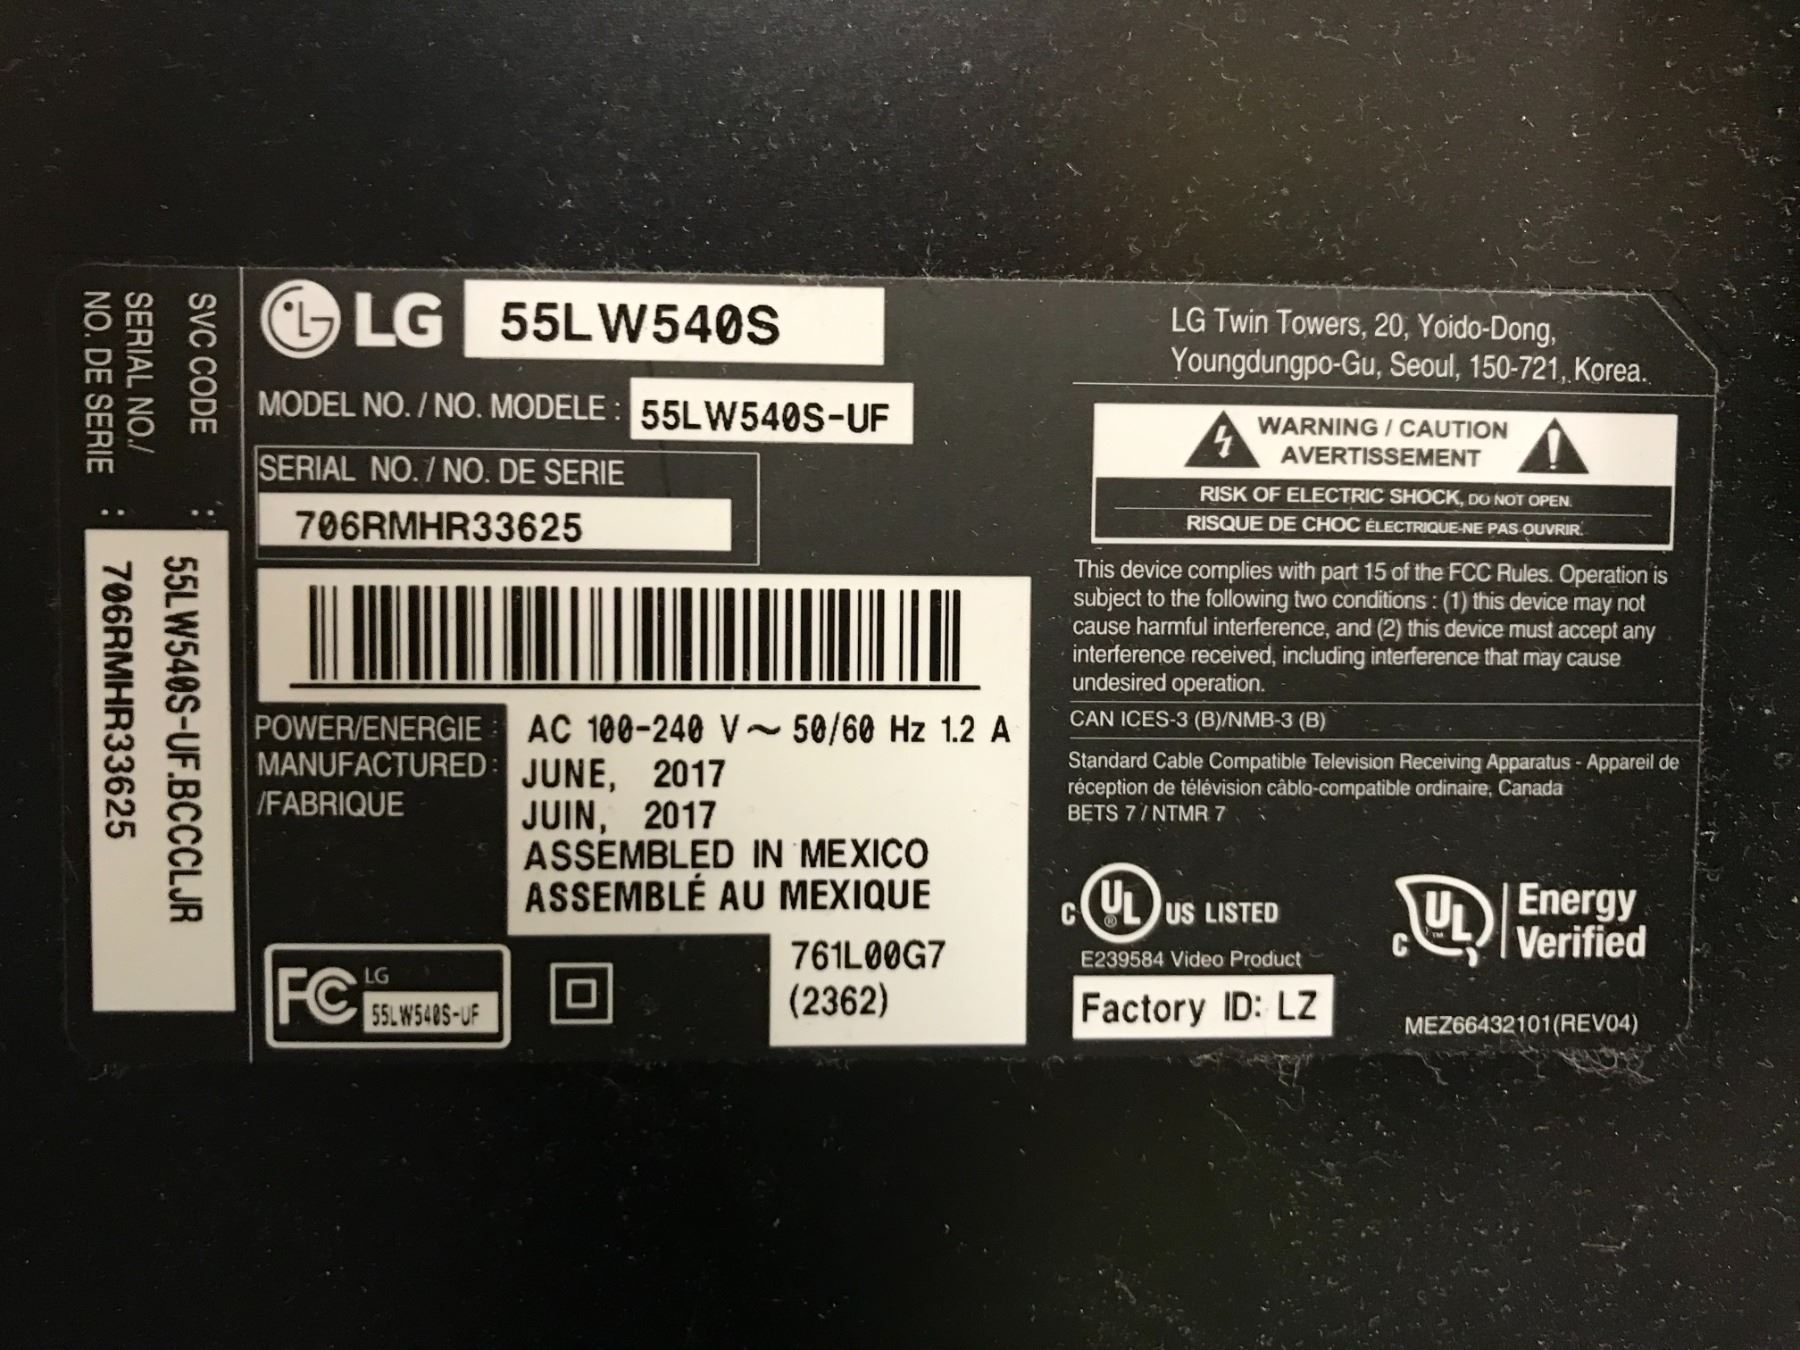 SVC CODE : 55LW540S-UF.BCCCLJR
SERIAL NO./
NO. DE SERIE : 706RMHR33625
LG 55LW540S
MODEL NO. / NO. MODELE : 55LW540S-UF
SERIAL NO. / NO. DE SERIE
706RMHR33625
POWER/ENERGIE : AC 100-240 V ~ 50/60 Hz 1.2 A
MANUFACTURED : JUNE, 2017
/FABRIQUE JUIN, 2017
ASSEMBLED IN MEXICO
ASSEMBLÉ AU MEXIQUE
761L00G7
(2362)
FC LG
55LW540S-UF
LG Twin Towers, 20, Yoido-Dong,
Youngdungpo-Gu, Seoul, 150-721, Korea.
WARNING / CAUTION
AVERTISSEMENT
RISK OF ELECTRIC SHOCK, DO NOT OPEN.
RISQUE DE CHOC ÉLECTRIQUE-NE PAS OUVRIR.
This device complies with part 15 of the FCC Rules. Operation is
subject to the following two conditions : (1) this device may not
cause harmful interference, and (2) this device must accept any
interference received, including interference that may cause
undesired operation.
CAN ICES-3 (B)/NMB-3 (B)
Standard Cable Compatible Television Receiving Apparatus - Appareil de
réception de télévision câblo-compatible ordinaire, Canada
BETS 7 / NTMR 7
C UL ® US LISTED
E239584 Video Product
Factory ID: LZ
C UL ™ Energy
Verified
MEZ66432101(REV04)